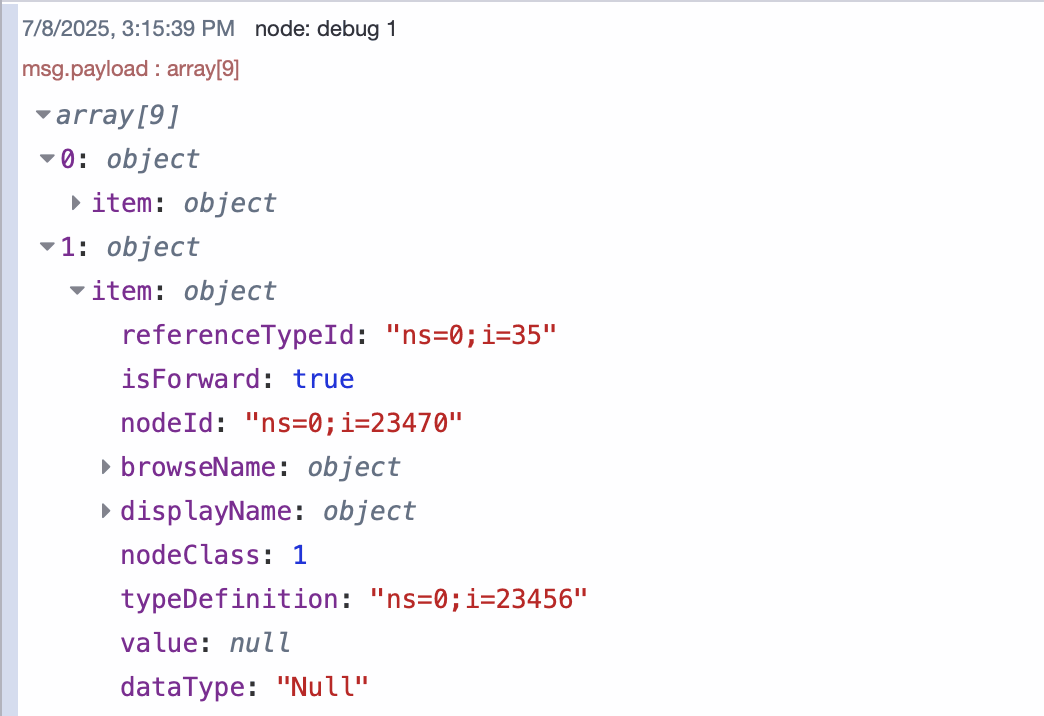 7/8/2025, 3:15:39 PM node: debug 1
msg.payload : array[9]
array[9]
0: object
item: object
1: object
item: object
referenceTypeId: "ns=0;i=35"
isForward: true
nodeId: "ns=0;i=23470"
browseName: object
displayName: object
nodeClass: 1
typeDefinition: "ns=0;i=23456"
value: null
dataType: "Null"